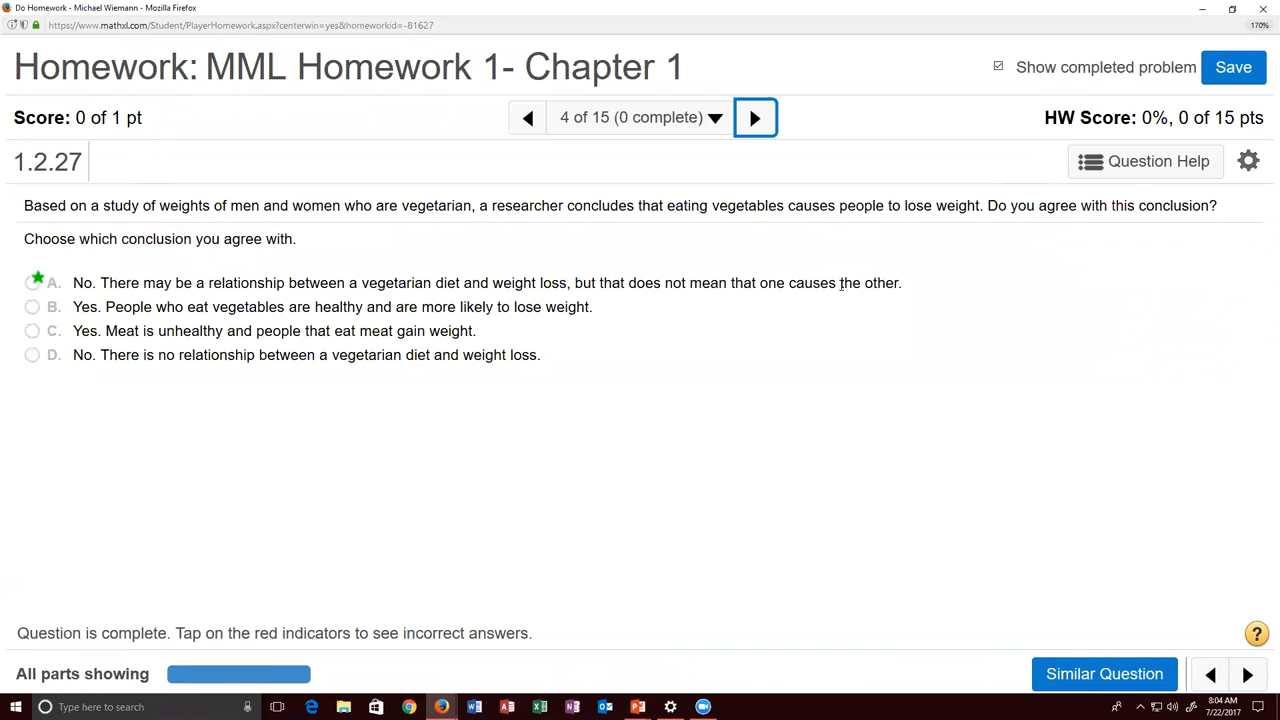 Do Homework - Michael Wiemann - Mozilla Firefox
https://www.mathxl.com/Student/PlayerHomework.aspx?centerwin=yes&homeworkid=-81627
170%
Homework: MML Homework 1- Chapter 1
Show completed problem
Save
Score: 0 of 1 pt
4 of 15 (0 complete)
HW Score: 0%, 0 of 15 pts
1.2.27
Question Help
Based on a study of weights of men and women who are vegetarian, a researcher concludes that eating vegetables causes people to lose weight. Do you agree with this conclusion?
Choose which conclusion you agree with.
A. No. There may be a relationship between a vegetarian diet and weight loss, but that does not mean that one causes the other.
B. Yes. People who eat vegetables are healthy and are more likely to lose weight.
C. Yes. Meat is unhealthy and people that eat meat gain weight.
D. No. There is no relationship between a vegetarian diet and weight loss.
Question is complete. Tap on the red indicators to see incorrect answers.
?
All parts showing
Similar Question
Type here to search
8:04 AM
7/22/2017